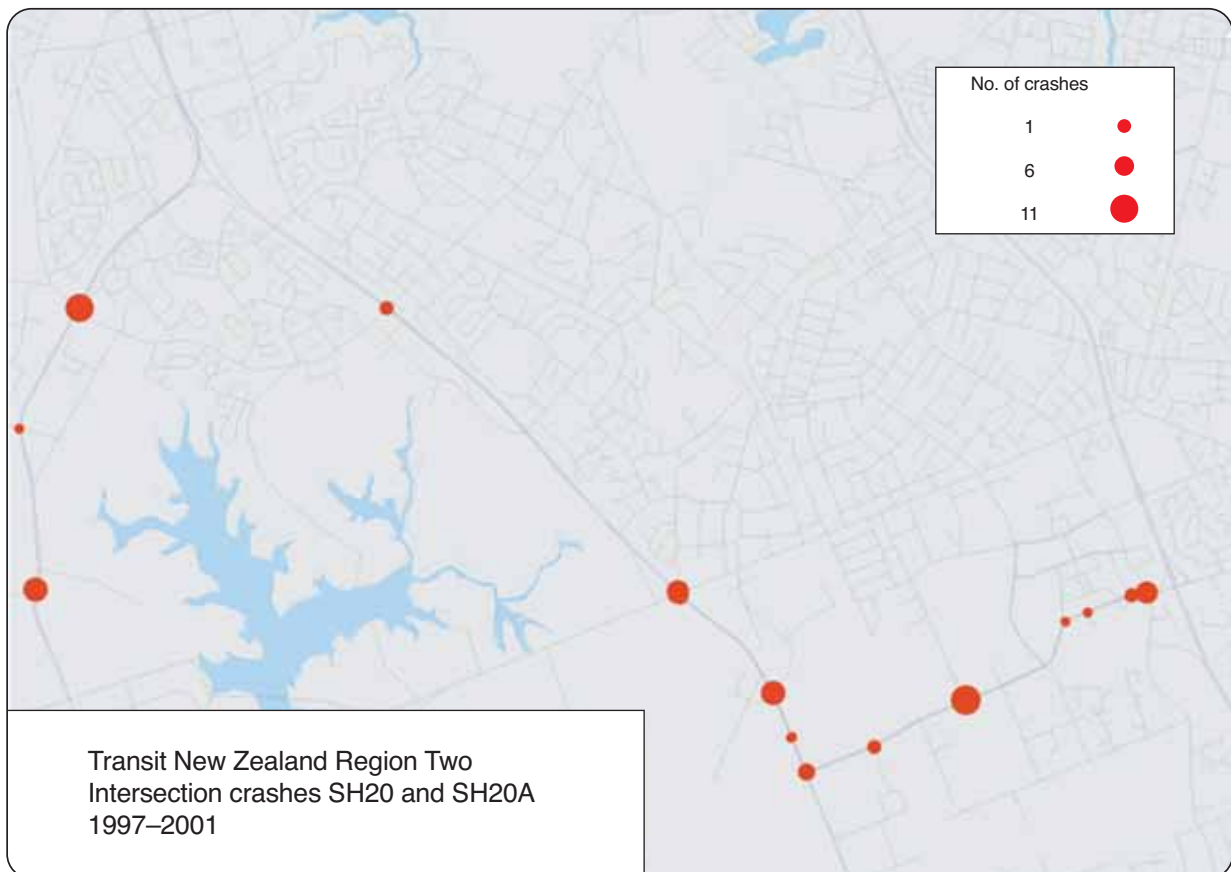 No. of crashes
1
6
11
Transit New Zealand Region Two
Intersection crashes SH20 and SH20A
1997–2001